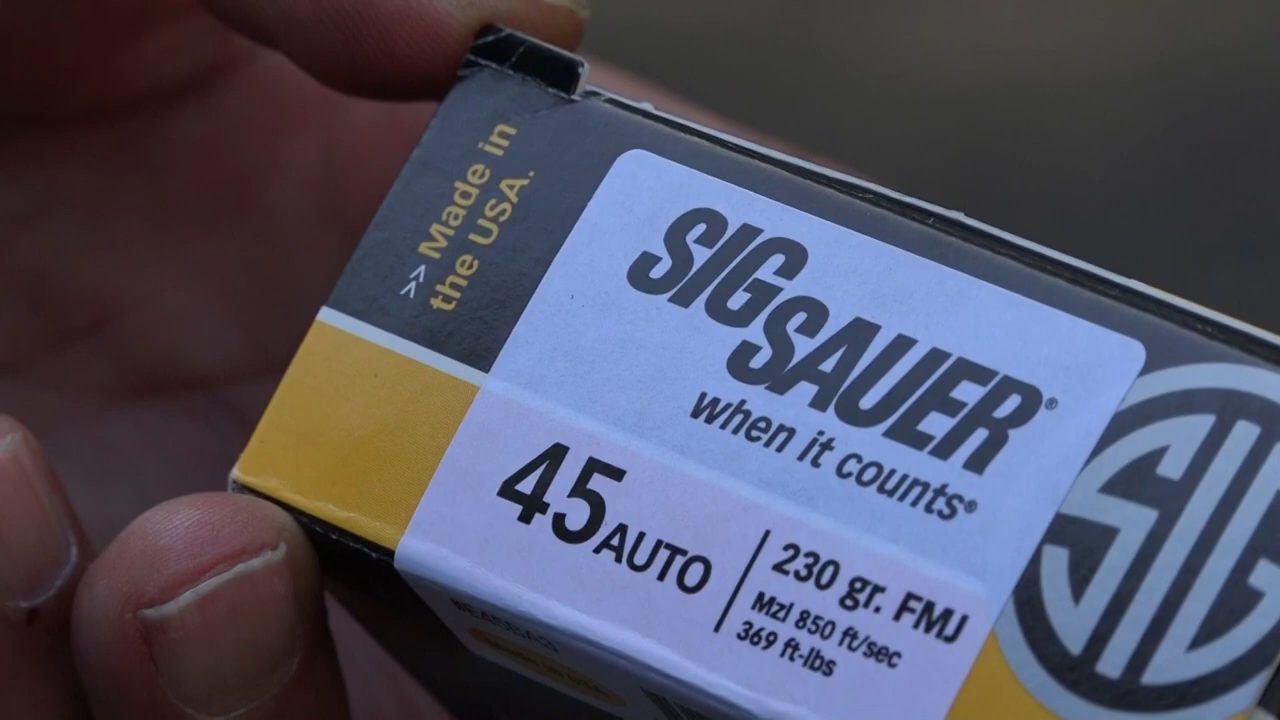 >> Made in
the USA.
SIG
SAUER®
when it counts®
45 AUTO
230 gr. FMJ
Mzl 850 ft/sec
369 ft-lbs
SIG